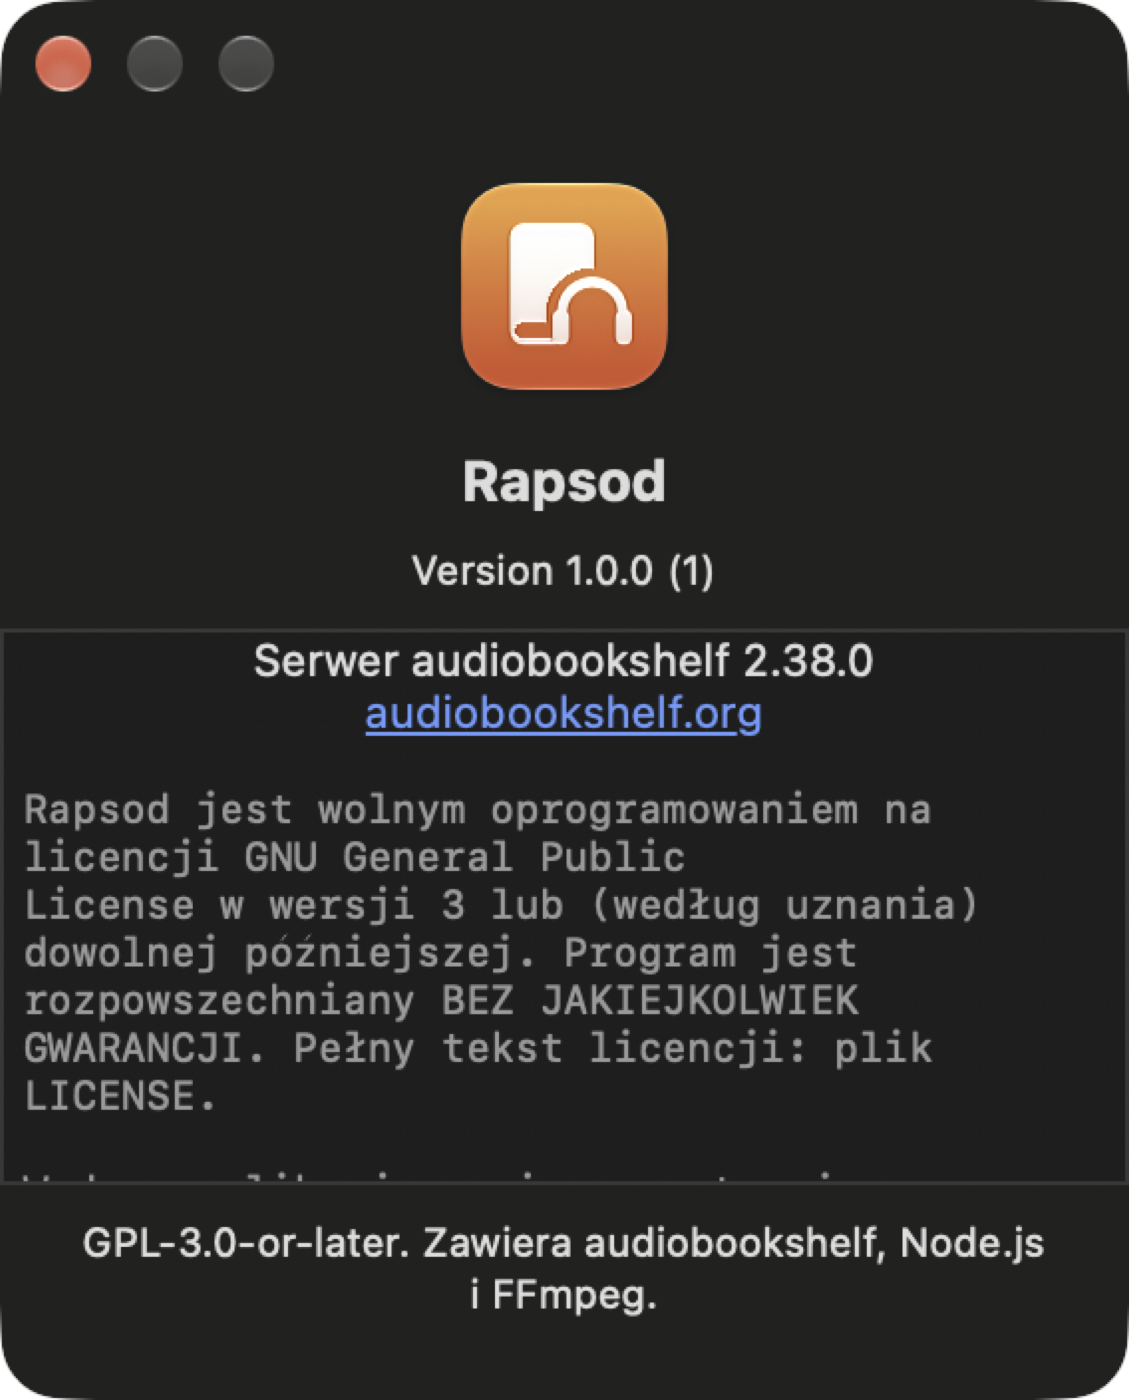 Rapsod
Version 1.0.0 (1)
Serwer audiobookshelf 2.38.0
audiobookshelf.org
Rapsod jest wolnym oprogramowaniem na
licencji GNU General Public
License w wersji 3 lub (według uznania)
dowolnej późniejszej. Program jest
rozpowszechniany BEZ JAKIEJKOLWIEK
GWARANCJI. Pełny tekst licencji: plik
LICENSE.
GPL-3.0-or-later. Zawiera audiobookshelf, Node.js
i FFmpeg.